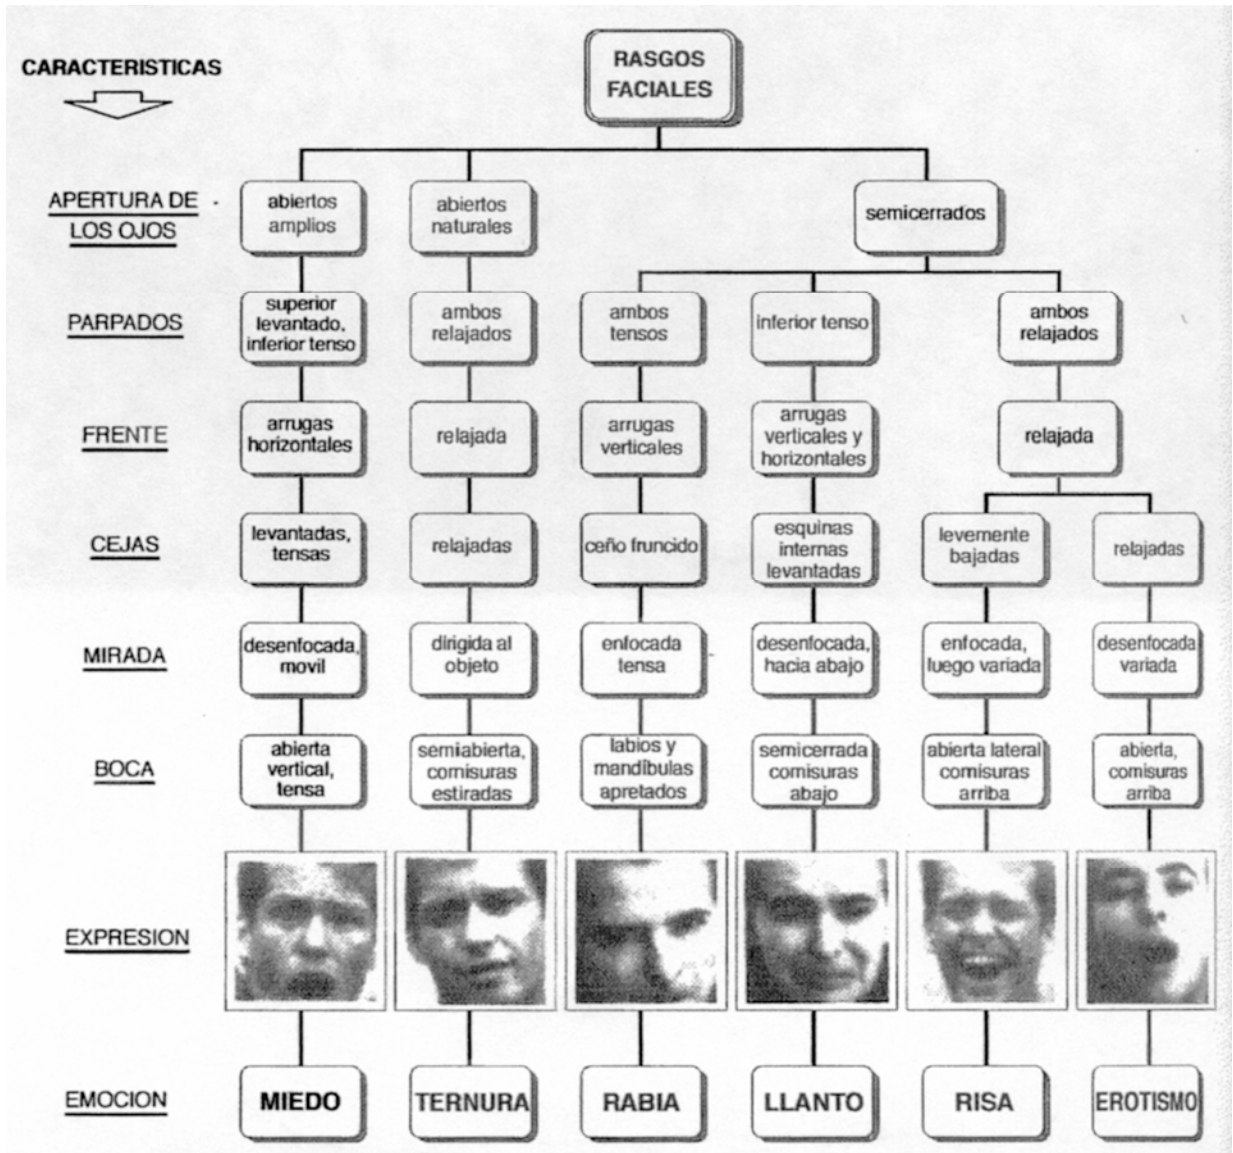 RASGOS
FACIALES
CARACTERISTICAS
APERTURA DE
LOS OJOS
abiertos
amplios
abiertos
naturales
semicerrados
PARPADOS
superior
levantado,
inferior tenso
ambos
relajados
ambos
tensos
inferior tenso
ambos
relajados
FRENTE
arrugas
horizontales
relajada
arrugas
verticales
arrugas
verticales y
horizontales
relajada
CEJAS
levantadas,
tensas
relajadas
ceño fruncido
esquinas
internas
levantadas
levemente
bajadas
relajadas
MIRADA
desenfocada,
movil
dirigida al
objeto
enfocada
tensa
desenfocada,
hacia abajo
enfocada,
luego variada
desenfocada
variada
BOCA
abierta
vertical,
tensa
semiabierta,
comisuras
estiradas
labios y
mandíbulas
apretados
semicerrada
comisuras
abajo
abierta lateral
comisuras
arriba
abierta,
comisuras
arriba
EXPRESION
EMOCION
MIEDO
TERNURA
RABIA
LLANTO
RISA
EROTISMO